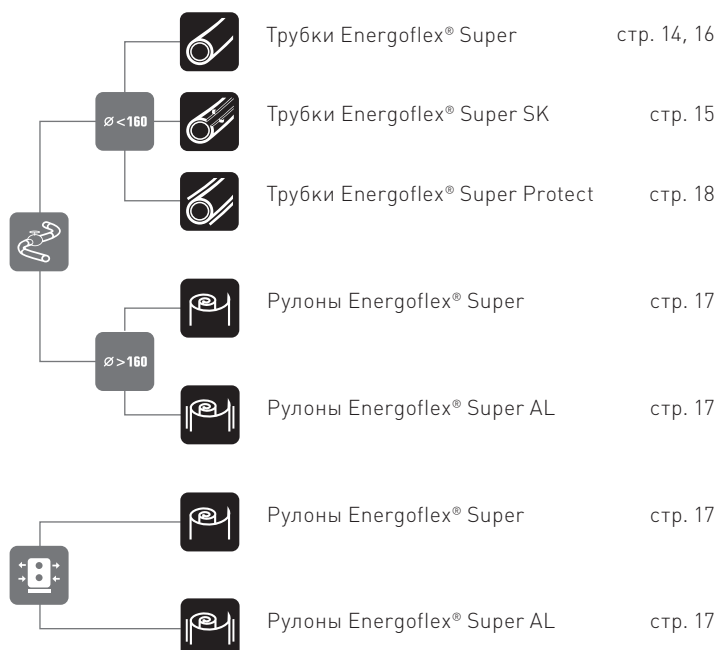 Трубки Energoflex® Super стр. 14, 16
ø<160
Трубки Energoflex® Super SK стр. 15
Трубки Energoflex® Super Protect стр. 18
Рулоны Energoflex® Super стр. 17
ø>160
Рулоны Energoflex® Super AL стр. 17
Рулоны Energoflex® Super стр. 17
Рулоны Energoflex® Super AL стр. 17